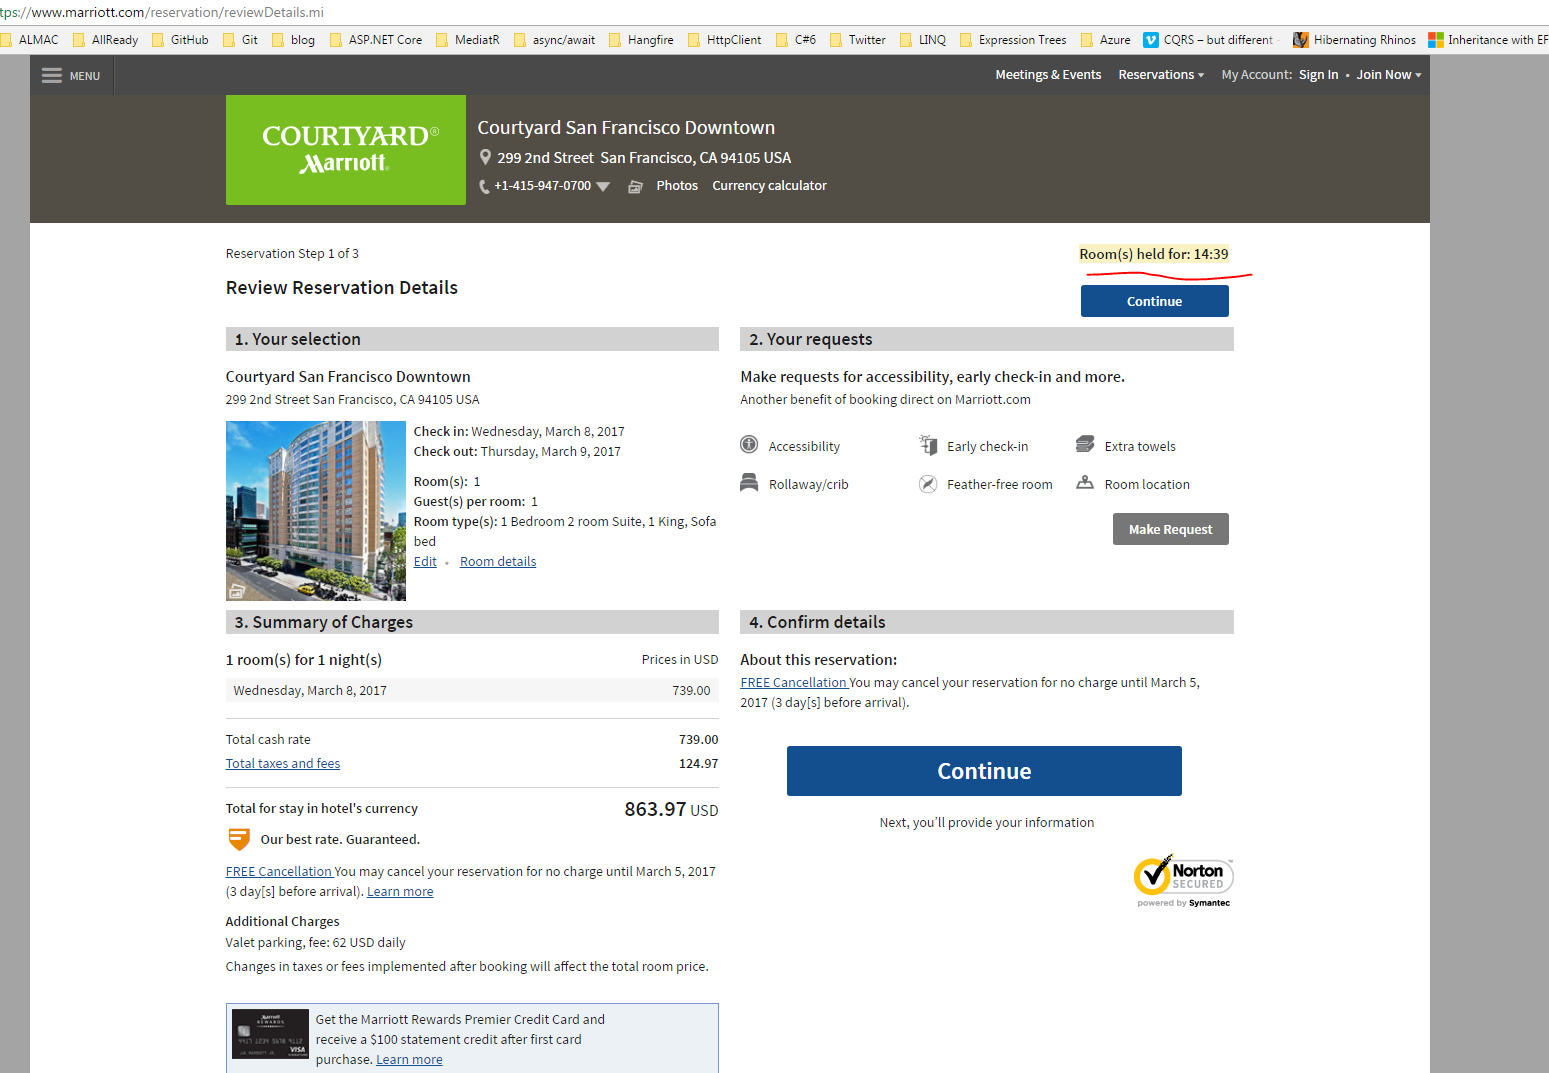 tps://www.marriott.com/reservation/reviewDetails.mi
ALMAC AllReady GitHub Git blog ASP.NET Core MediatR async/await Hangfire HttpClient C#6 Twitter LINQ Expression Trees Azure CQRS – but different Hibernating Rhinos Inheritance with EF
MENU Meetings & Events Reservations My Account: Sign In • Join Now
COURTYARD®
Marriott.
Courtyard San Francisco Downtown
299 2nd Street San Francisco, CA 94105 USA
+1-415-947-0700 Photos Currency calculator
Reservation Step 1 of 3
Room(s) held for: 14:39
Review Reservation Details
Continue
1. Your selection
Courtyard San Francisco Downtown
299 2nd Street San Francisco, CA 94105 USA
Check in: Wednesday, March 8, 2017
Check out: Thursday, March 9, 2017
Room(s): 1
Guest(s) per room: 1
Room type(s): 1 Bedroom 2 room Suite, 1 King, Sofa
bed
Edit • Room details
2. Your requests
Make requests for accessibility, early check-in and more.
Another benefit of booking direct on Marriott.com
Accessibility Early check-in Extra towels
Rollaway/crib Feather-free room Room location
Make Request
3. Summary of Charges
1 room(s) for 1 night(s) Prices in USD
Wednesday, March 8, 2017 739.00
Total cash rate 739.00
Total taxes and fees 124.97
Total for stay in hotel's currency 863.97 USD
Our best rate. Guaranteed.
FREE Cancellation You may cancel your reservation for no charge until March 5, 2017
(3 day[s] before arrival). Learn more
Additional Charges
Valet parking, fee: 62 USD daily
Changes in taxes or fees implemented after booking will affect the total room price.
4. Confirm details
About this reservation:
FREE Cancellation You may cancel your reservation for no charge until March 5,
2017 (3 day[s] before arrival).
Continue
Next, you'll provide your information
Norton
SECURED
powered by Symantec
Marriott
REWARDS
VISA
Get the Marriott Rewards Premier Credit Card and
receive a $100 statement credit after first card
purchase. Learn more